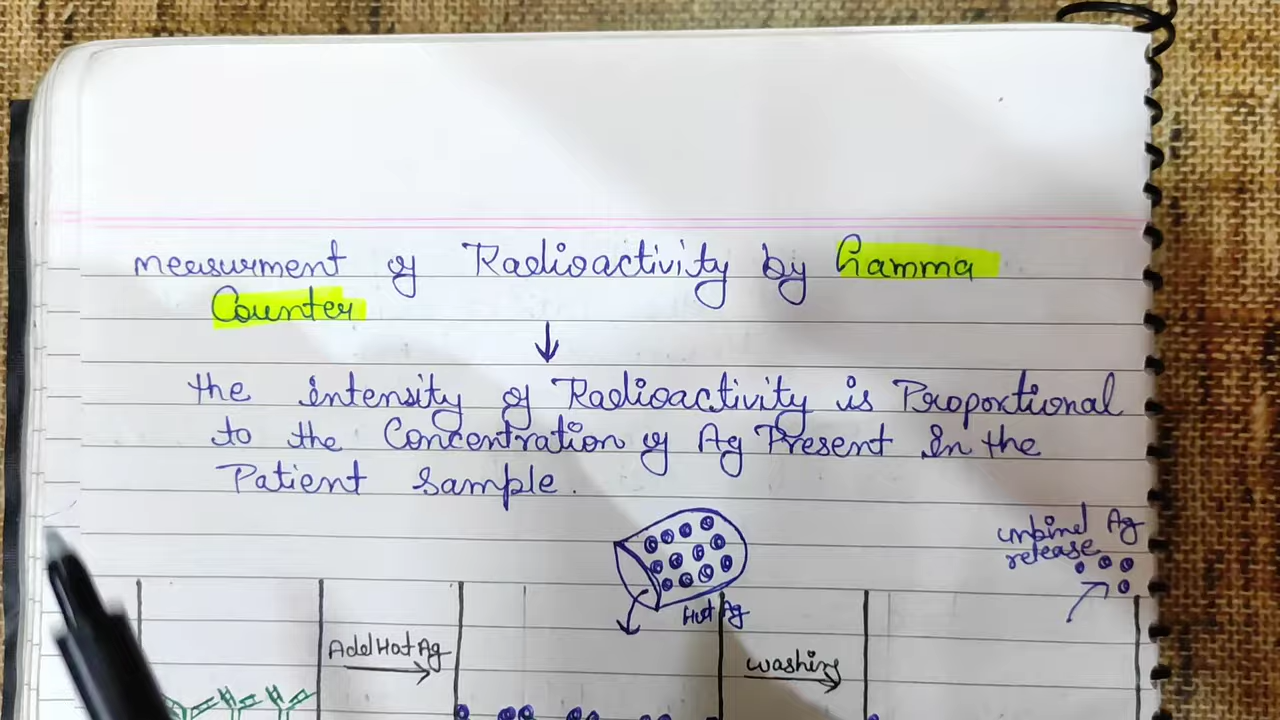 measurment of Radioactivity by Gamma
Counter
the intensity of Radioactivity is Proportional
to the Concentration of Ag Present in the
Patient sample.
unbind Ag
release
Hot Ag
Add Hot Ag
washing